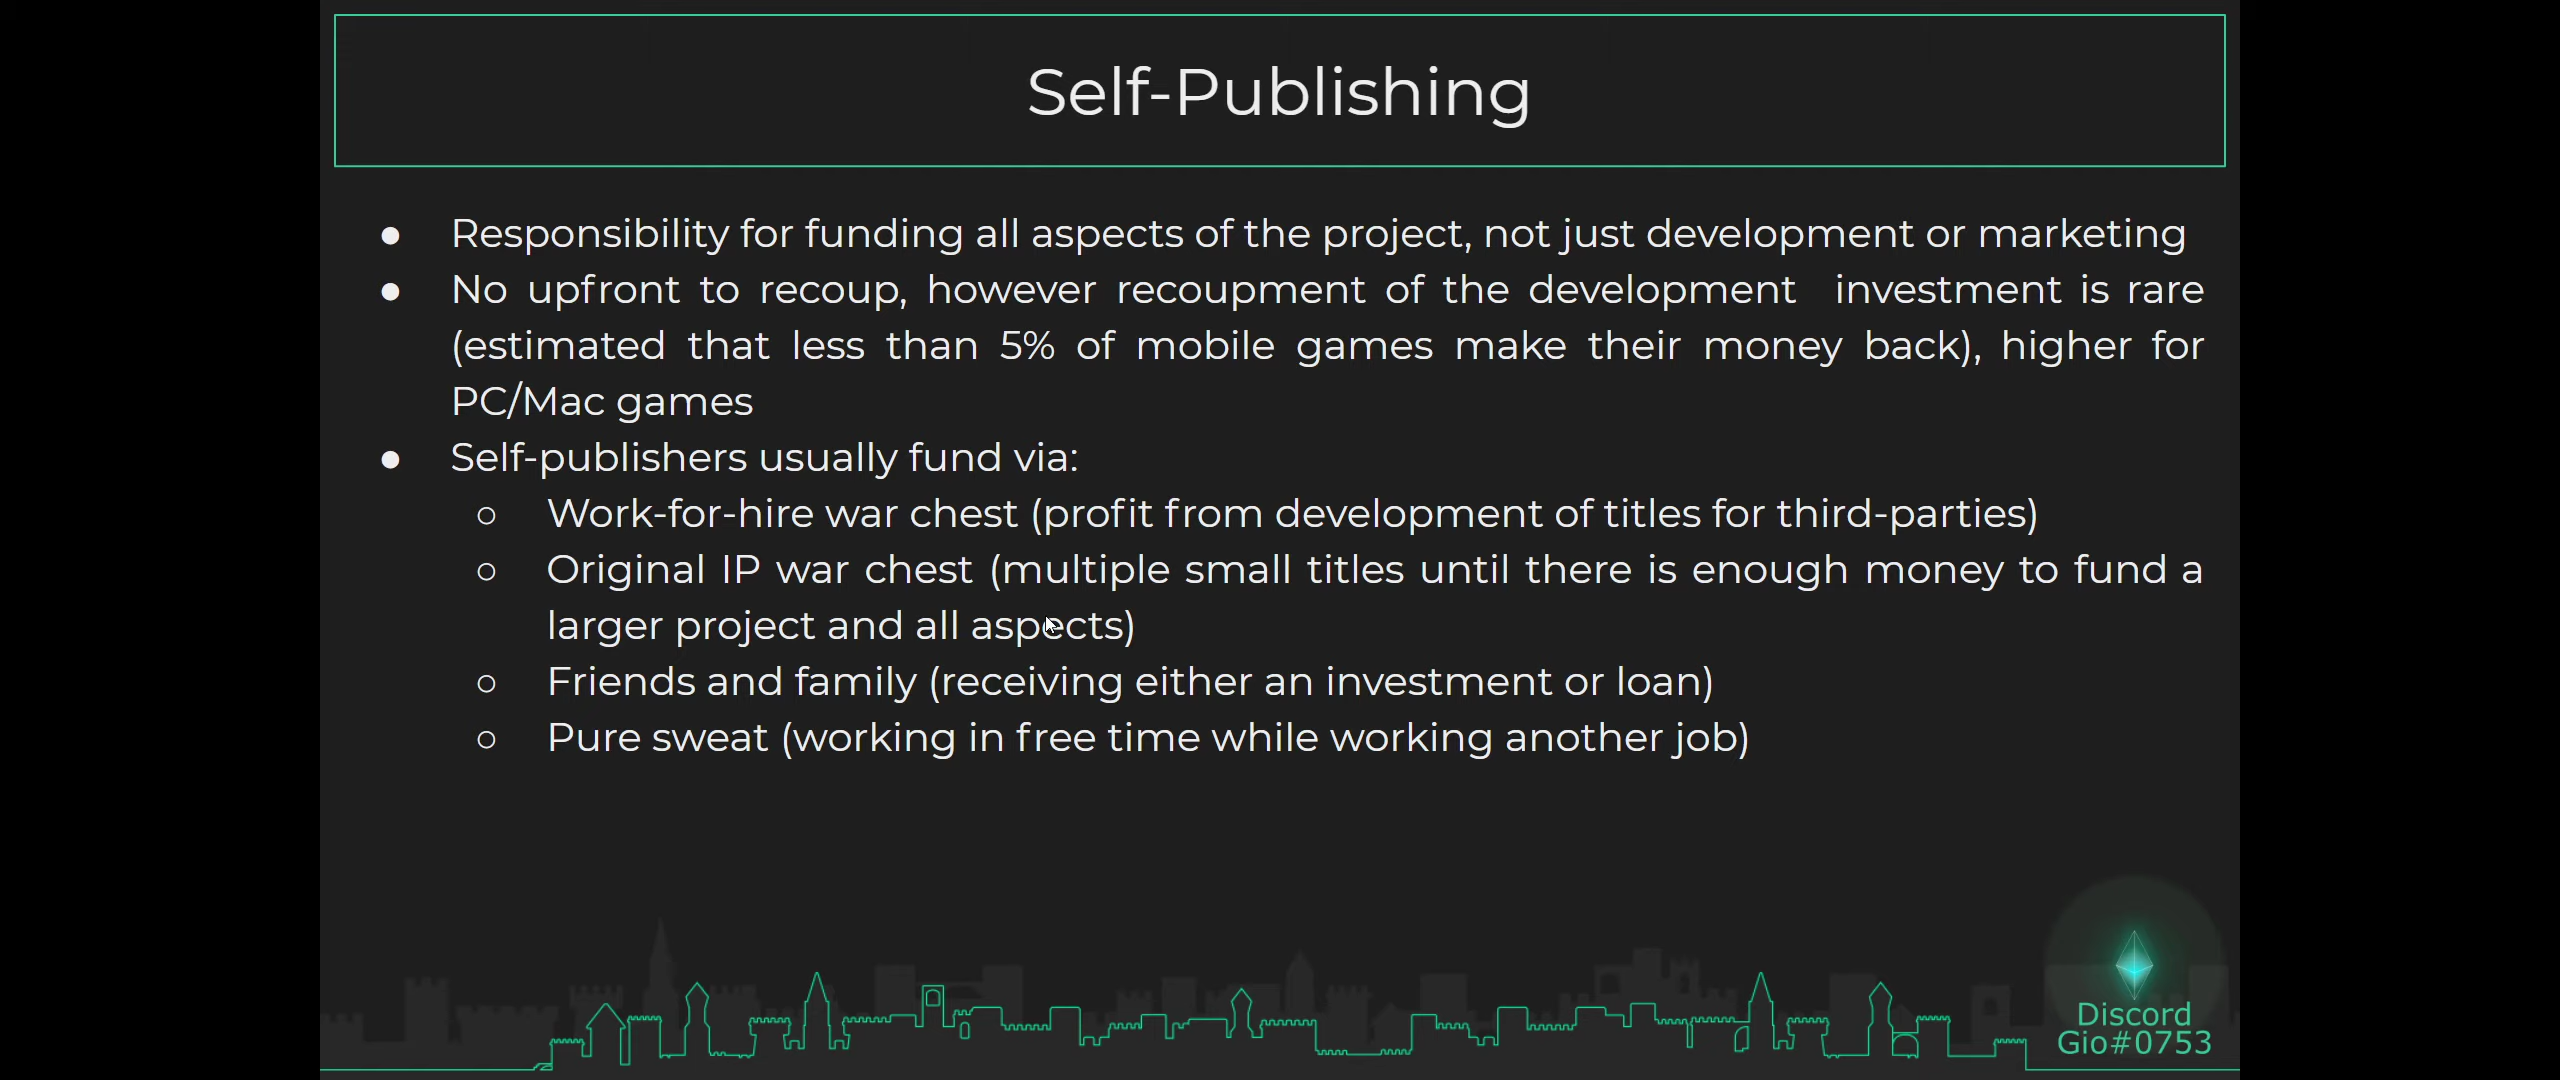 Self-Publishing
● Responsibility for funding all aspects of the project, not just development or marketing
● No upfront to recoup, however recoupment of the development investment is rare
(estimated that less than 5% of mobile games make their money back), higher for
PC/Mac games
● Self-publishers usually fund via:
○ Work-for-hire war chest (profit from development of titles for third-parties)
○ Original IP war chest (multiple small titles until there is enough money to fund a
larger project and all aspects)
○ Friends and family (receiving either an investment or loan)
○ Pure sweat (working in free time while working another job)
Discord
Gio#0753